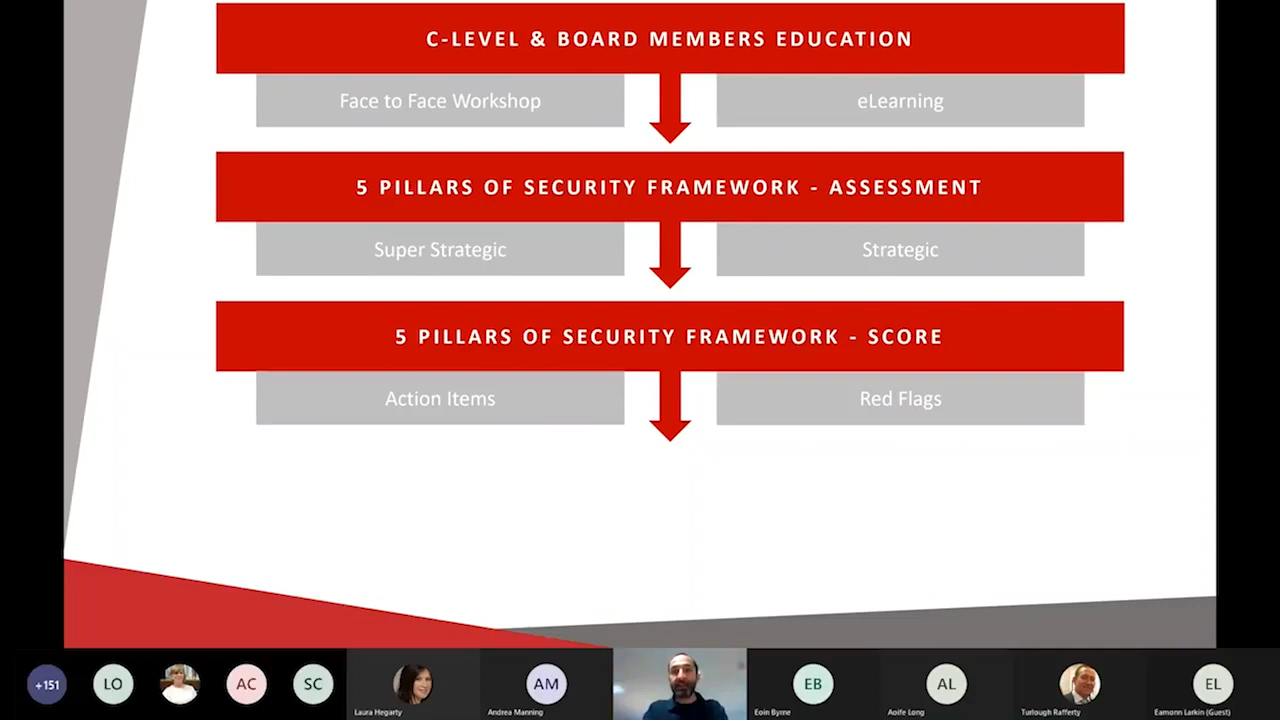 C-LEVEL & BOARD MEMBERS EDUCATION
Face to Face Workshop
eLearning
5 PILLARS OF SECURITY FRAMEWORK - ASSESSMENT
Super Strategic
Strategic
5 PILLARS OF SECURITY FRAMEWORK - SCORE
Action Items
Red Flags
+151
LO
AC
SC
AM
EB
AL
EL
Laura Hegarty
Andrea Manning
Eoin Byrne
Aoife Long
Turlough Rafferty
Eamonn Larkin (Guest)